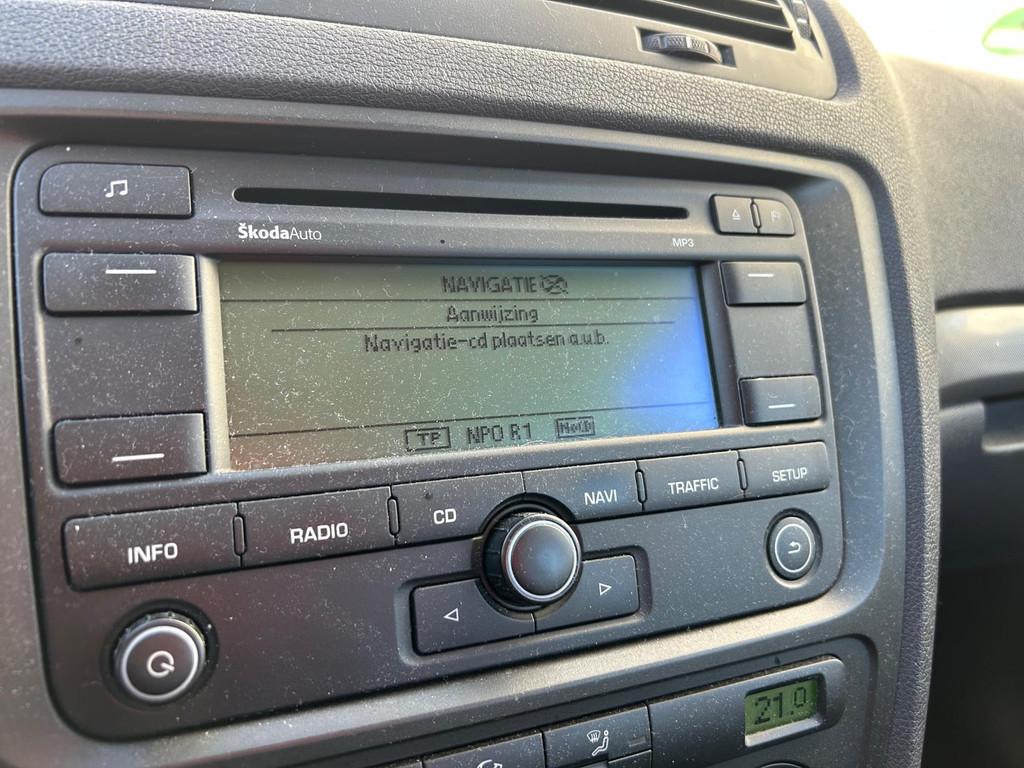 ŠkodaAuto
MP3
NAVIGATIE
Aanwijzing
Navigatie-cd plaatsen a.u.b.
TP NPO R1 NoCD
INFO RADIO CD NAVI TRAFFIC SETUP
21.0